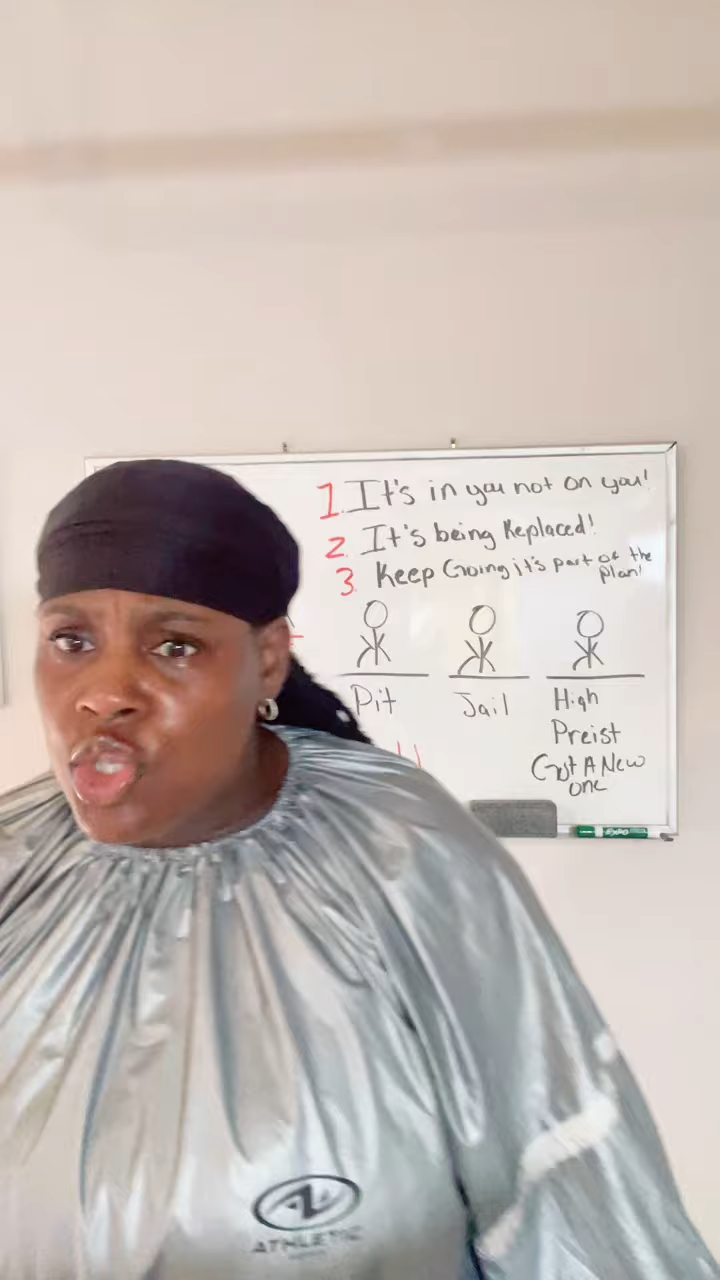 1. It's in you not on you!
2. It's being Replaced!
3. Keep Going it's part of the
plan!
Pit
Jail
High
Preist
Got A New
one
EXPO
ATHLETIC